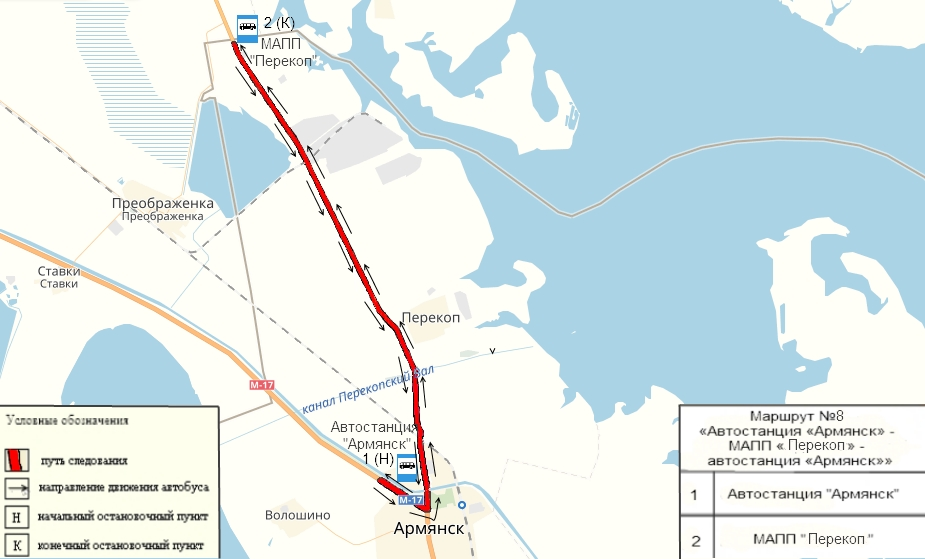 2 (К)
МАПП
"Перекоп"
Преображенка
Преображенка
Ставки
Ставки
Перекоп
М-17
канал Перекопский вал
Автостанция
"Армянск"
1 (Н)
М-17
Волошино
Армянск
Условные обозначения
путь следования
направление движения автобуса
Н
начальный остановочный пункт
К
конечный остановочный пункт
Маршрут №8
«Автостанция «Армянск» -
МАПП « Перекоп » -
автостанция «Армянск»»
1
Автостанция "Армянск"
2
МАПП " Перекоп "